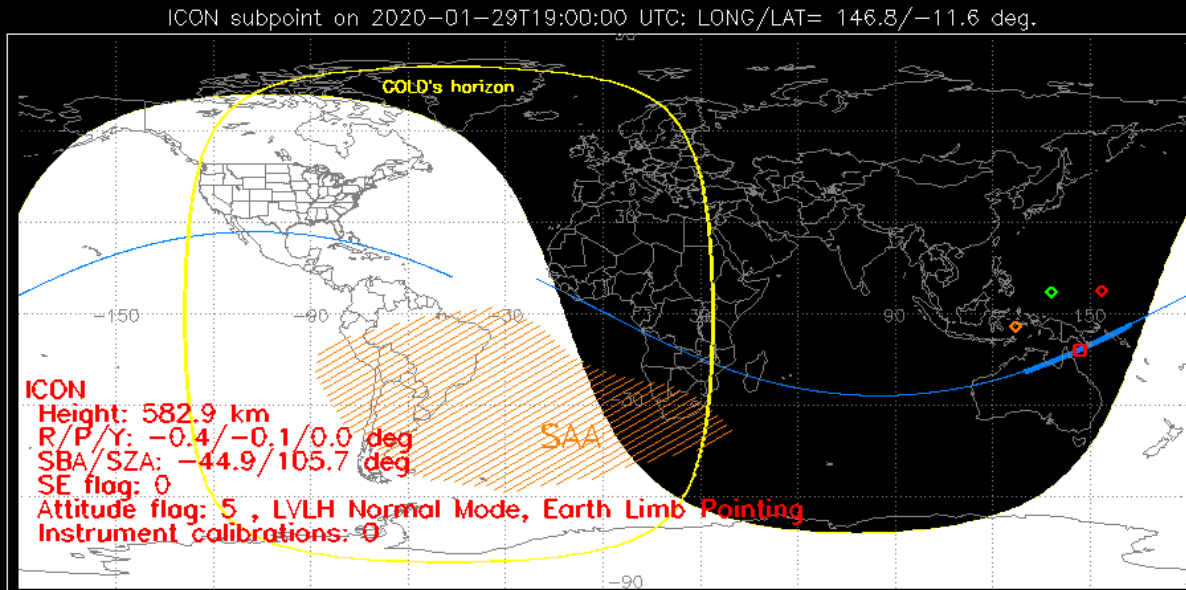 ICON subpoint on 2020-01-29T19:00:00 UTC: LONG/LAT= 146.8/-11.6 deg.
90
GOLD's horizon
30
-150
-90
-30
30
90
150
-30
SAA
ICON
Height: 582.9 km
R/P/Y: -0.4/-0.1/0.0 deg
SBA/SZA: -44.9/105.7 deg
SE flag: 0
Attitude flag: 5 , LVLH Normal Mode, Earth Limb Pointing
Instrument calibrations: 0
-90